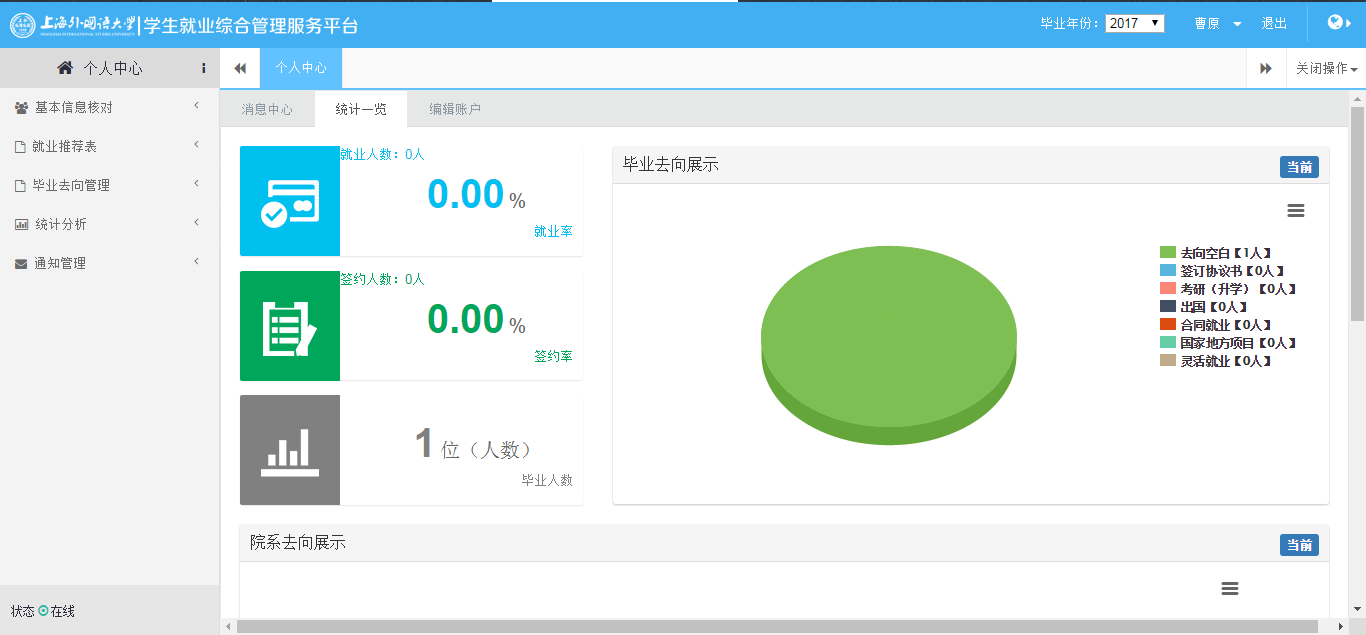 上海外国语大学 学生就业综合管理服务平台
SHANGHAI INTERNATIONAL STUDIES UNIVERSITY
毕业年份： 2017 曹原 退出
个人中心
基本信息核对
就业推荐表
毕业去向管理
统计分析
通知管理
状态 在线
个人中心 关闭操作
消息中心 统计一览 编辑账户
就业人数：0人
0.00 %
就业率
签约人数：0人
0.00 %
签约率
1 位（人数）
毕业人数
毕业去向展示 当前
去向空白【1人】
签订协议书【0人】
考研（升学）【0人】
出国【0人】
合同就业【0人】
国家地方项目【0人】
灵活就业【0人】
院系去向展示 当前